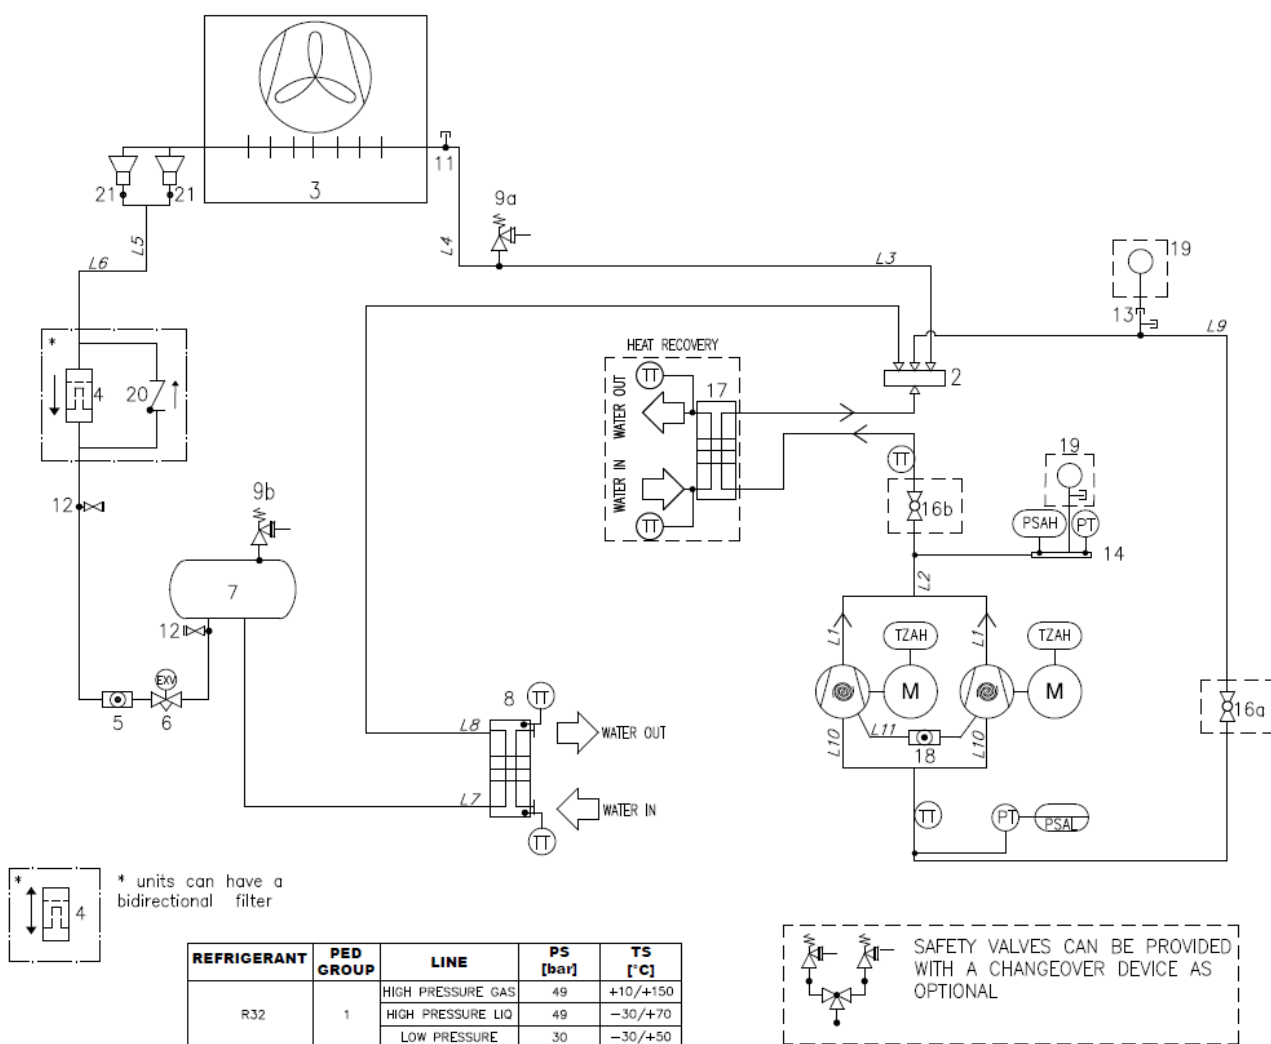 3
21
21
11
9a
L5
L4
L6
L3
19
13
L9
*
4
20
HEAT RECOVERY
TT
17
2
WATER OUT
WATER IN
TT
TT
19
16b
PSAH
PT
14
12
9b
7
12
L2
L1
L1
TZAH
TZAH
M
M
EXV
5
6
8
TT
L8
WATER OUT
L7
WATER IN
TT
L11
18
L10
L10
16a
TT
PT
PSAL
*
4
* units can have a
bidirectional filter
REFRIGERANT PED GROUP LINE PS [bar] TS [°C]
R32 1 HIGH PRESSURE GAS 49 +10/+150
HIGH PRESSURE LIQ 49 -30/+70
LOW PRESSURE 30 -30/+50
SAFETY VALVES CAN BE PROVIDED
WITH A CHANGEOVER DEVICE AS
OPTIONAL